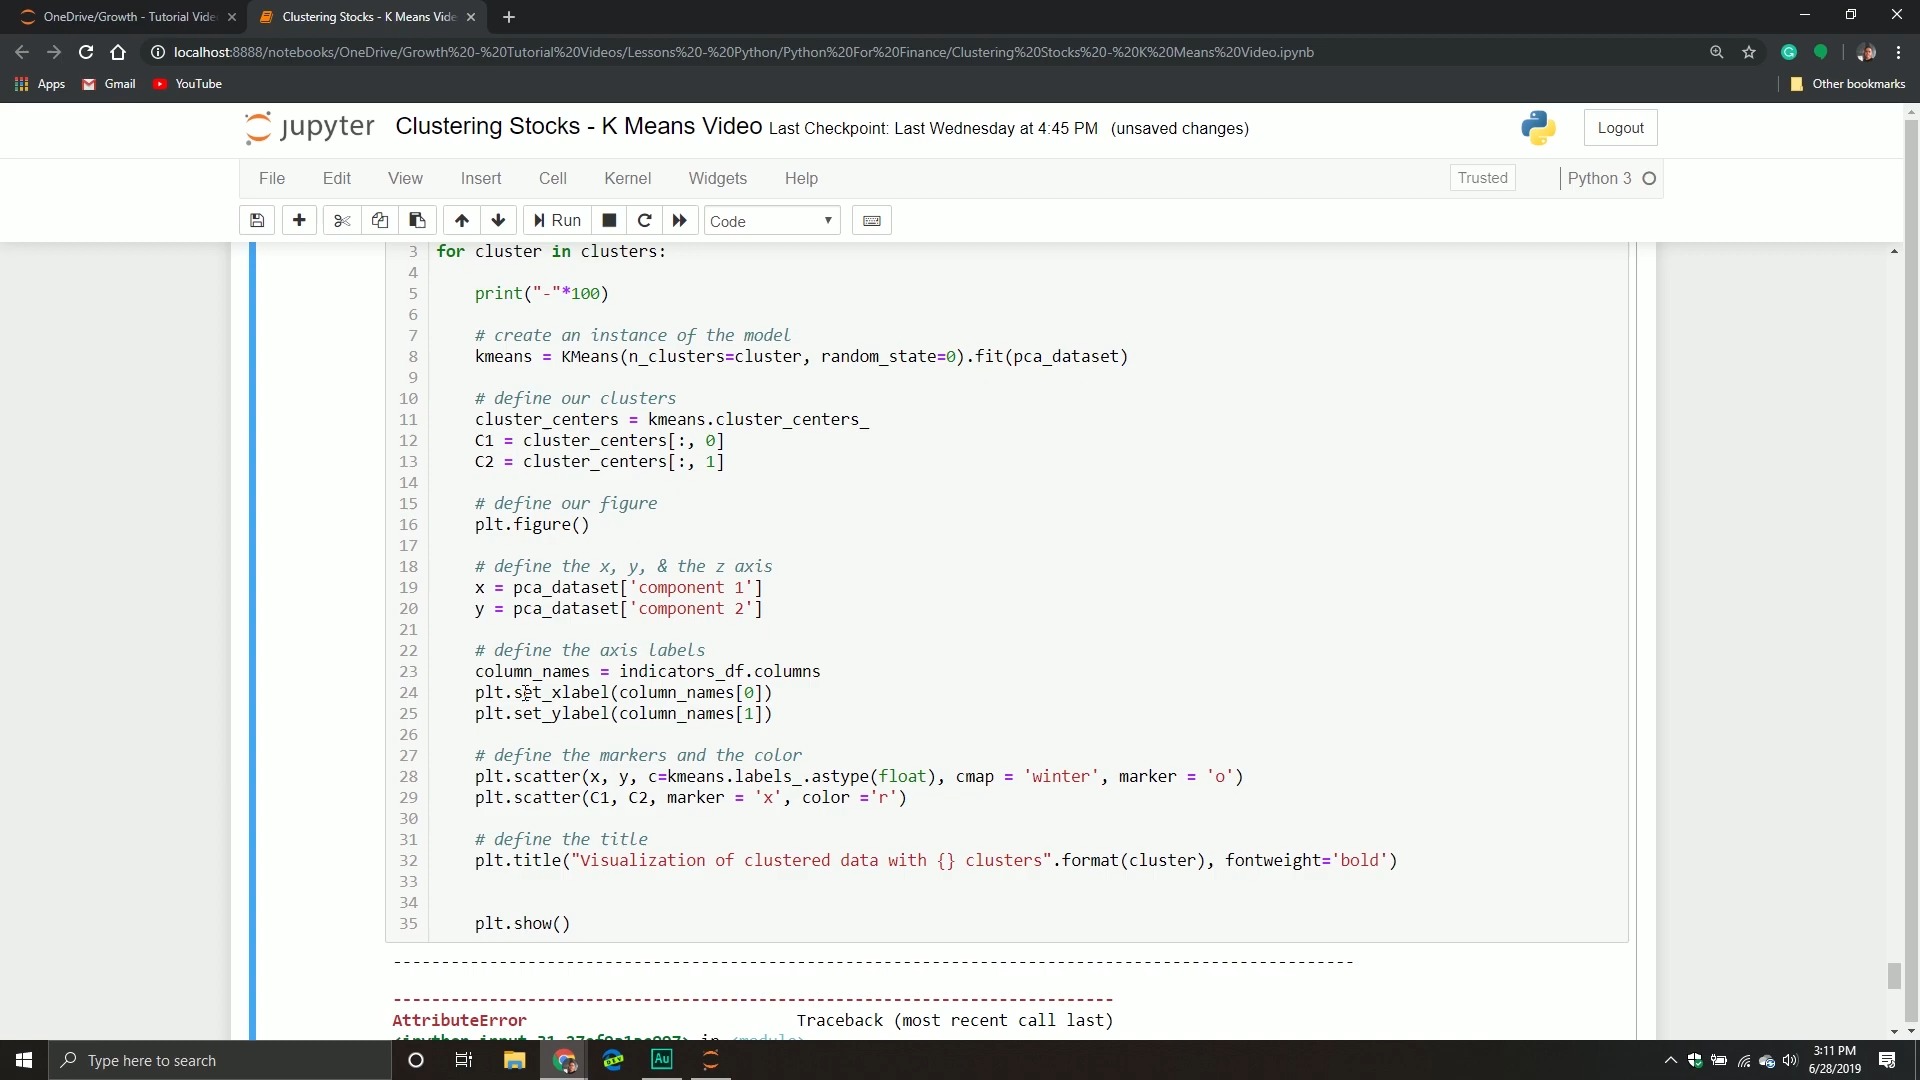 OneDrive/Growth - Tutorial Vide
Clustering Stocks - K Means Vide
localhost:8888/notebooks/OneDrive/Growth%20-%20Tutorial%20Videos/Lessons%20-%20Python/Python%20For%20Finance/Clustering%20Stocks%20-%20K%20Means%20Video.ipynb
Apps Gmail YouTube Other bookmarks
jupyter Clustering Stocks - K Means Video Last Checkpoint: Last Wednesday at 4:45 PM (unsaved changes) Logout
File Edit View Insert Cell Kernel Widgets Help Trusted Python 3
Run Code
3 for cluster in clusters:
4
5 print("-"*100)
6
7 # create an instance of the model
8 kmeans = KMeans(n_clusters=cluster, random_state=0).fit(pca_dataset)
9
10 # define our clusters
11 cluster_centers = kmeans.cluster_centers_
12 C1 = cluster_centers[:, 0]
13 C2 = cluster_centers[:, 1]
14
15 # define our figure
16 plt.figure()
17
18 # define the x, y, & the z axis
19 x = pca_dataset['component 1']
20 y = pca_dataset['component 2']
21
22 # define the axis labels
23 column_names = indicators_df.columns
24 plt.set_xlabel(column_names[0])
25 plt.set_ylabel(column_names[1])
26
27 # define the markers and the color
28 plt.scatter(x, y, c=kmeans.labels_.astype(float), cmap = 'winter', marker = 'o')
29 plt.scatter(C1, C2, marker = 'x', color ='r')
30
31 # define the title
32 plt.title("Visualization of clustered data with {} clusters".format(cluster), fontweight='bold')
33
34
35 plt.show()
----------------------------------------------------------------------------------------------------
---------------------------------------------------------------------------
AttributeError Traceback (most recent call last)
Type here to search
Au
3:11 PM
6/28/2019